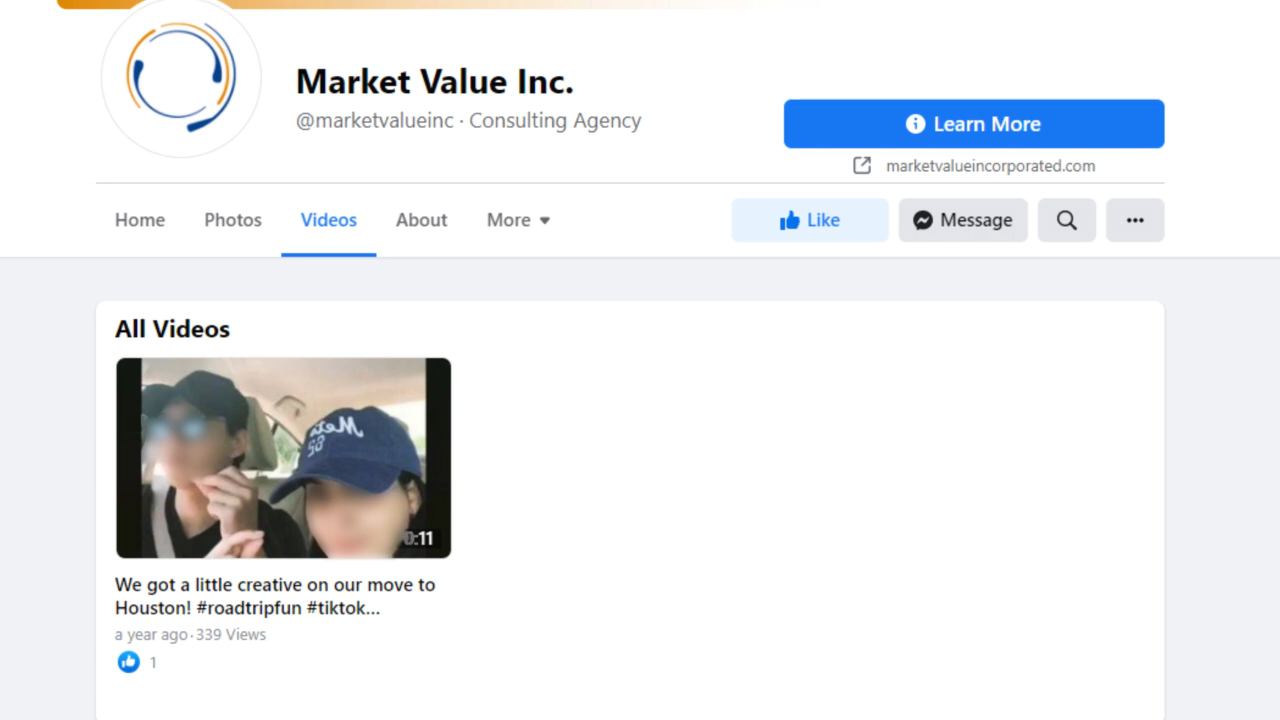 Market Value Inc.
@marketvalueinc · Consulting Agency
Learn More
marketvalueincorporated.com
Home Photos Videos About More Like Message
All Videos
Mets
0:11
We got a little creative on our move to
Houston! #roadtripfun #tiktok...
a year ago · 339 Views
1